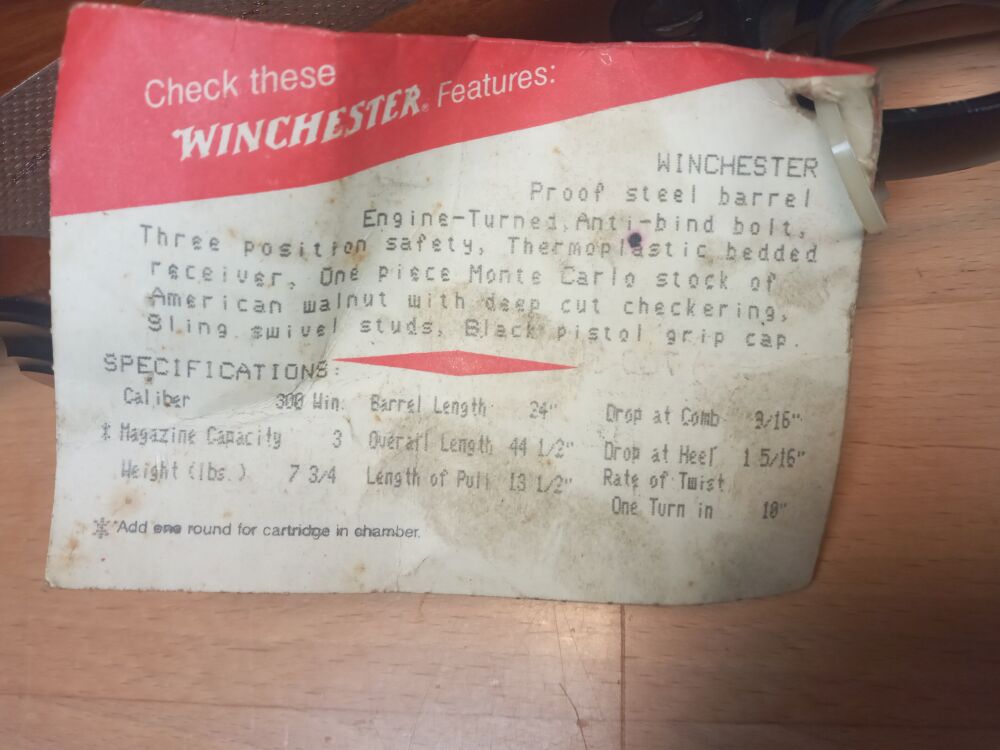 Check these
WINCHESTER® Features:
WINCHESTER
Proof steel barrel
Engine-Turned, Anti-bind bolt,
Three position safety, Thermoplastic bedded
receiver, One piece Monte Carlo stock of
American walnut with deep cut checkering,
Sling swivel studs, Black pistol grip cap.
SPECIFICATIONS:
Caliber 300 Win. Barrel Length 24" Drop at Comb 9/16"
* Magazine Capacity 3 Overall Length 44 1/2" Drop at Heel 1 5/16"
Weight (lbs.) 7 3/4 Length of Pull 13 1/2" Rate of Twist
One Turn in 10"
* *Add one round for cartridge in chamber.